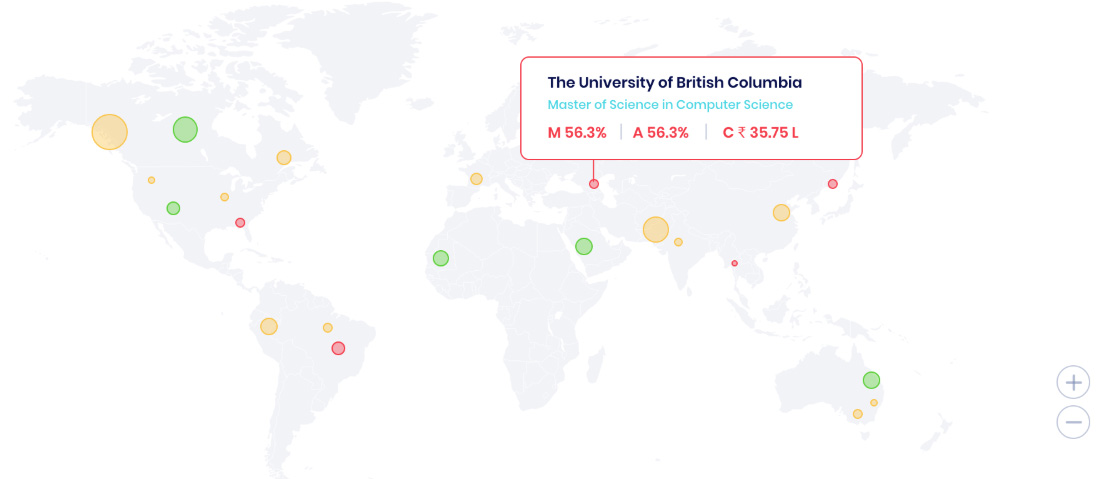 The University of British Columbia
Master of Science in Computer Science
M 56.3% | A 56.3% | C ₹ 35.75 L